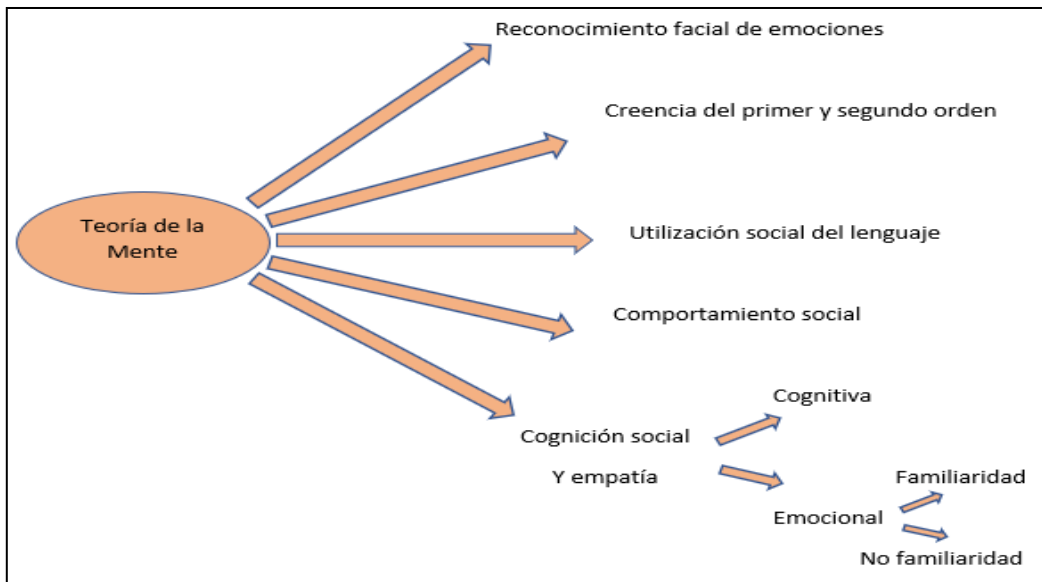 Reconocimiento facial de emociones
Creencia del primer y segundo orden
Teoría de la
Mente
Utilización social del lenguaje
Comportamiento social
Cognitiva
Cognición social
Y empatía
Familiaridad
Emocional
No familiaridad